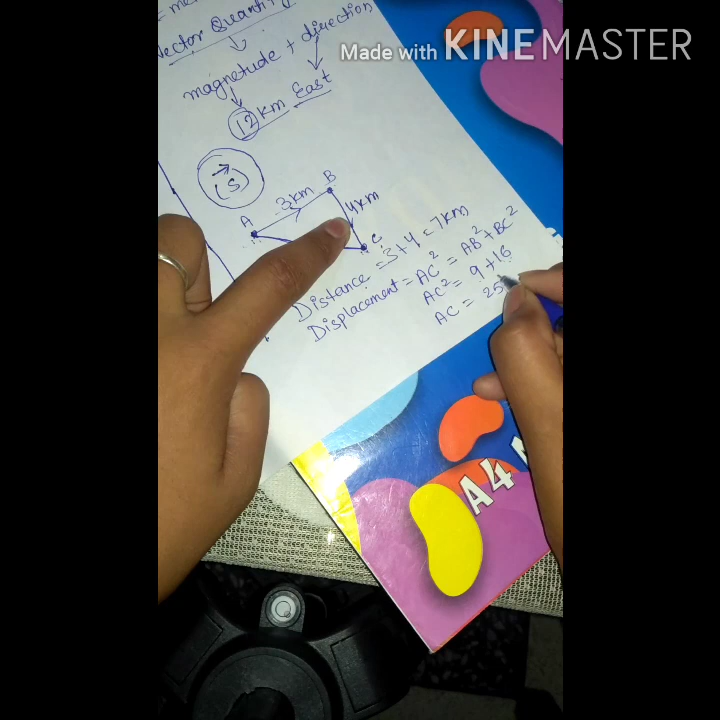 Made with KINEMASTER
Vector Quantity
magnetude + direction
12 km East
(S)
A
3km
B
4km
C
Distance = 3+4 = 7km
Displacement = AC² = AB² + BC²
AC² = 9+16
AC = 25
A4